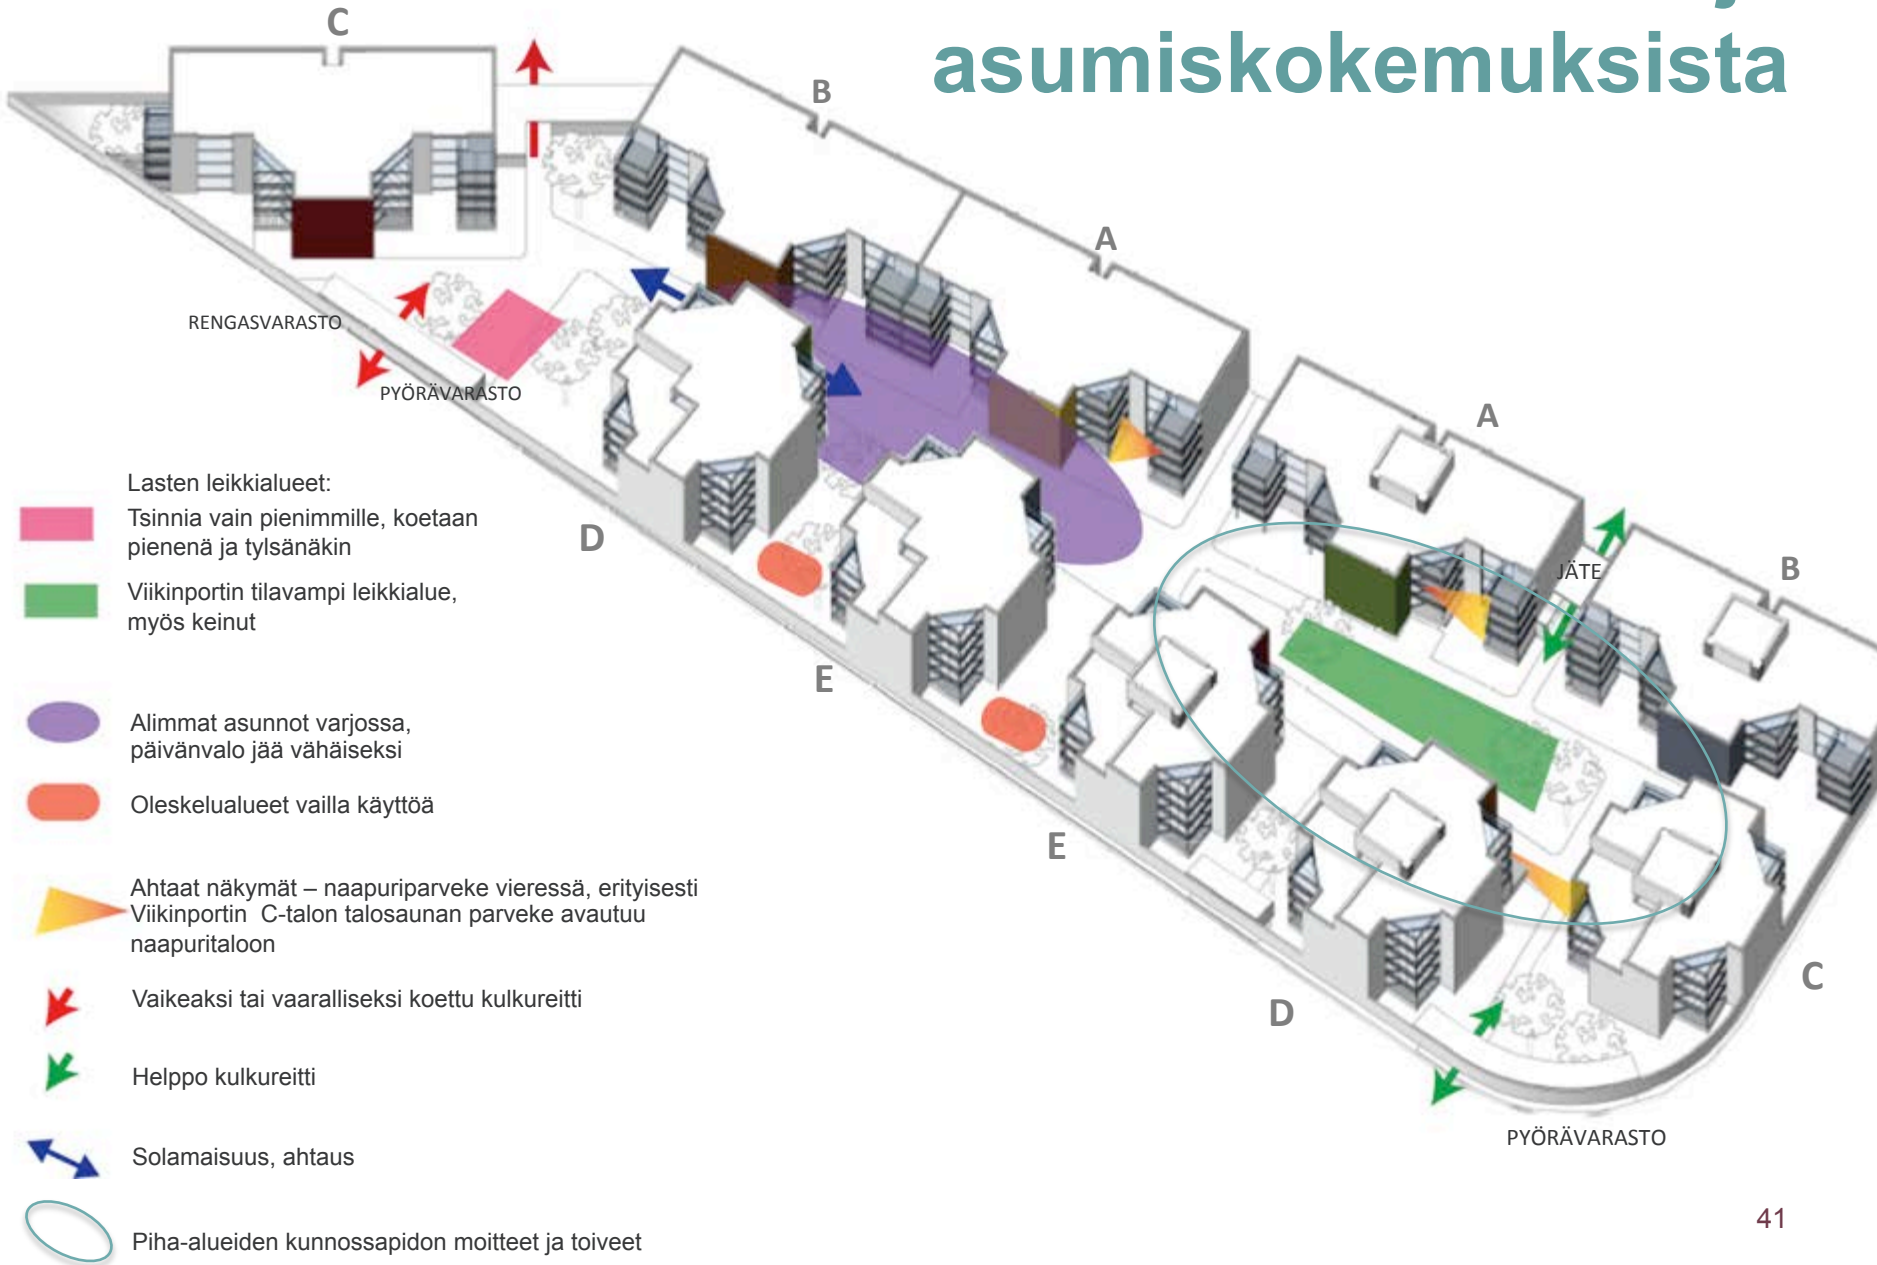 asumiskokemuksista
C
B
A
A
B
RENGASVARASTO
PYÖRÄVARASTO
JÄTE
D
E
E
D
C
PYÖRÄVARASTO
Lasten leikkialueet:
Tsinnia vain pienimmille, koetaan
pienenä ja tylsänäkin
Viikinportin tilavampi leikkialue,
myös keinut
Alimmat asunnot varjossa,
päivänvalo jää vähäiseksi
Oleskelualueet vailla käyttöä
Ahtaat näkymät – naapuriparveke vieressä, erityisesti
Viikinportin C-talon talosaunan parveke avautuu
naapuritaloon
Vaikeaksi tai vaaralliseksi koettu kulkureitti
Helppo kulkureitti
Solamaisuus, ahtaus
Piha-alueiden kunnossapidon moitteet ja toiveet
41